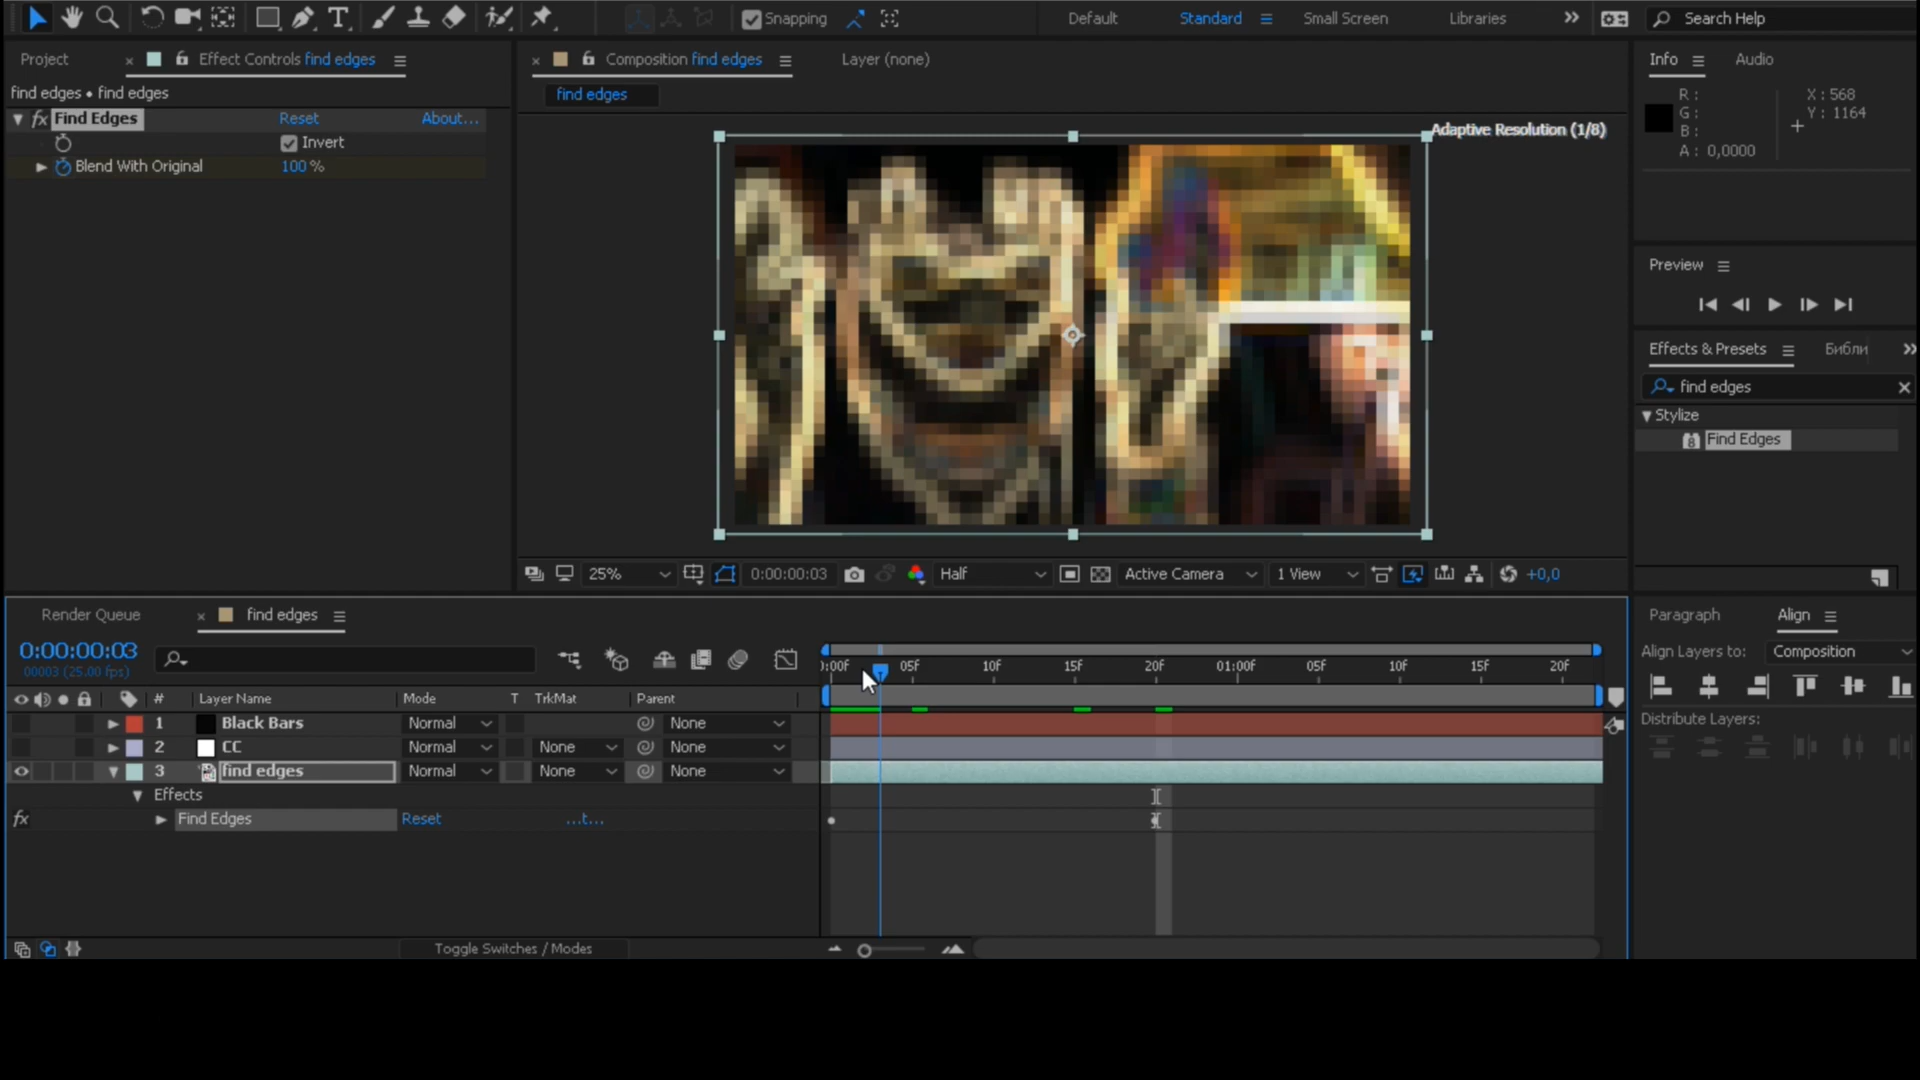 Snapping
Default
Standard
Small Screen
Libraries
Search Help
Project
Effect Controls find edges
Composition find edges
Layer (none)
Info
Audio
find edges • find edges
find edges
R :
G :
B :
A : 0,0000
X : 568
Y : 1164
Find Edges
Reset
About...
Invert
Blend With Original
100 %
Adaptive Resolution (1/8)
Preview
Effects & Presets
Библи
find edges
Stylize
Find Edges
25%
0:00:00:03
Half
Active Camera
1 View
+0,0
Render Queue
find edges
Paragraph
Align
0:00:00:03
00003 (25.00 fps)
Align Layers to:
Composition
Distribute Layers:
):00F
05F
10F
15F
20F
01:00F
05F
10F
15F
20F
#
Layer Name
Mode
T
TrkMat
Parent
1
Black Bars
Normal
None
2
CC
Normal
None
None
3
find edges
Normal
None
None
Effects
fx
Find Edges
Reset
...t...
Toggle Switches / Modes